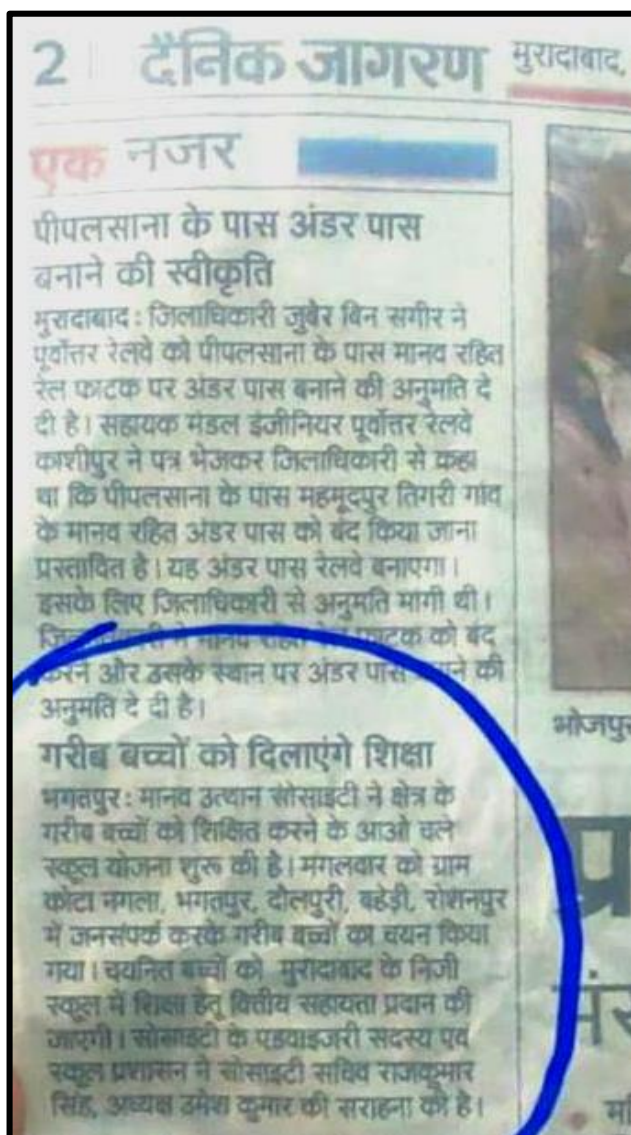 2 दैनिक जागरण मुरादाबाद,
एक नजर
पीपलसाना के पास अंडर पास
बनाने की स्वीकृति
मुरादाबाद : जिलाधिकारी जुबैर बिन सगीर ने
पूर्वोत्तर रेलवे को पीपलसाना के पास मानव रहित
रेल फाटक पर अंडर पास बनाने की अनुमति दे
दी है। सहायक मंडल इंजीनियर पूर्वोत्तर रेलवे
काशीपुर ने पत्र भेजकर जिलाधिकारी से कहा
था कि पीपलसाना के पास महमूदपुर तिगरी गांव
के मानव रहित अंडर पास को बंद किया जाना
प्रस्तावित है। यह अंडर पास रेलवे बनाएगा।
इसके लिए जिलाधिकारी से अनुमति मांगी थी।
जिलाधिकारी ने मानव रहित रेल फाटक को बंद
करने और उसके स्थान पर अंडर पास बनाने की
अनुमति दे दी है।
गरीब बच्चों को दिलाएंगे शिक्षा
भगतपुर : मानव उत्थान सोसाइटी ने क्षेत्र के
गरीब बच्चों को शिक्षित करने के आओ चले
स्कूल योजना शुरू की है। मंगलवार को ग्राम
कोटा नगला, भगतपुर, दौलपुरी, बहेड़ी, रोशनपुर
में जनसंपर्क करके गरीब बच्चों का चयन किया
गया। चयनित बच्चों को मुरादाबाद के निजी
स्कूल में शिक्षा हेतू वित्तीय सहायता प्रदान की
जाएगी। सोसाइटी के एडवाइजरी सदस्य एवं
स्कूल प्रशासन ने सोसाइटी सचिव राजकुमार
सिंह, अध्यक्ष उमेश कुमार की सराहना की है।
भोजपुर